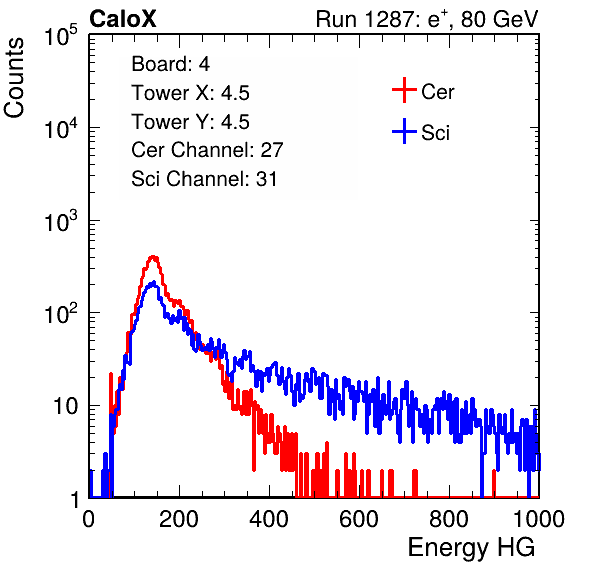 CaloX Run 1287: e⁺, 80 GeV
Counts
10⁵
10⁴
10³
10²
10
1
Board: 4
Tower X: 4.5
Tower Y: 4.5
Cer Channel: 27
Sci Channel: 31
Cer
Sci
0 200 400 600 800 1000
Energy HG